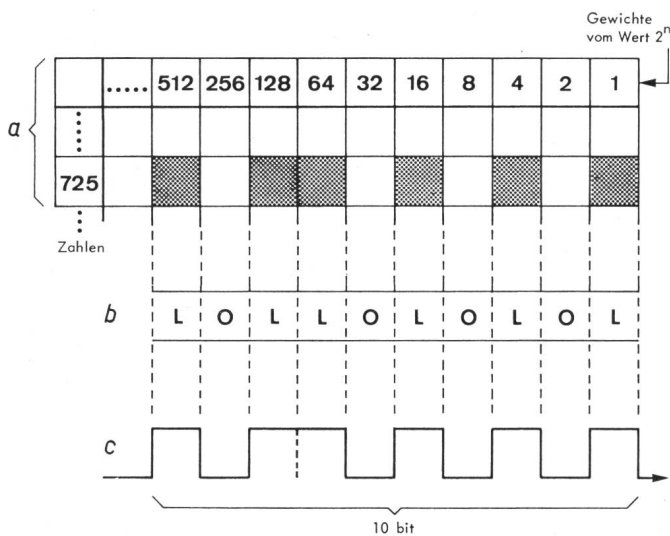 Gewichte
vom Wert 2ⁿ
a
..... 512 256 128 64 32 16 8 4 2 1
725
Zahlen
b L O L L O L O L O L
c
10 bit